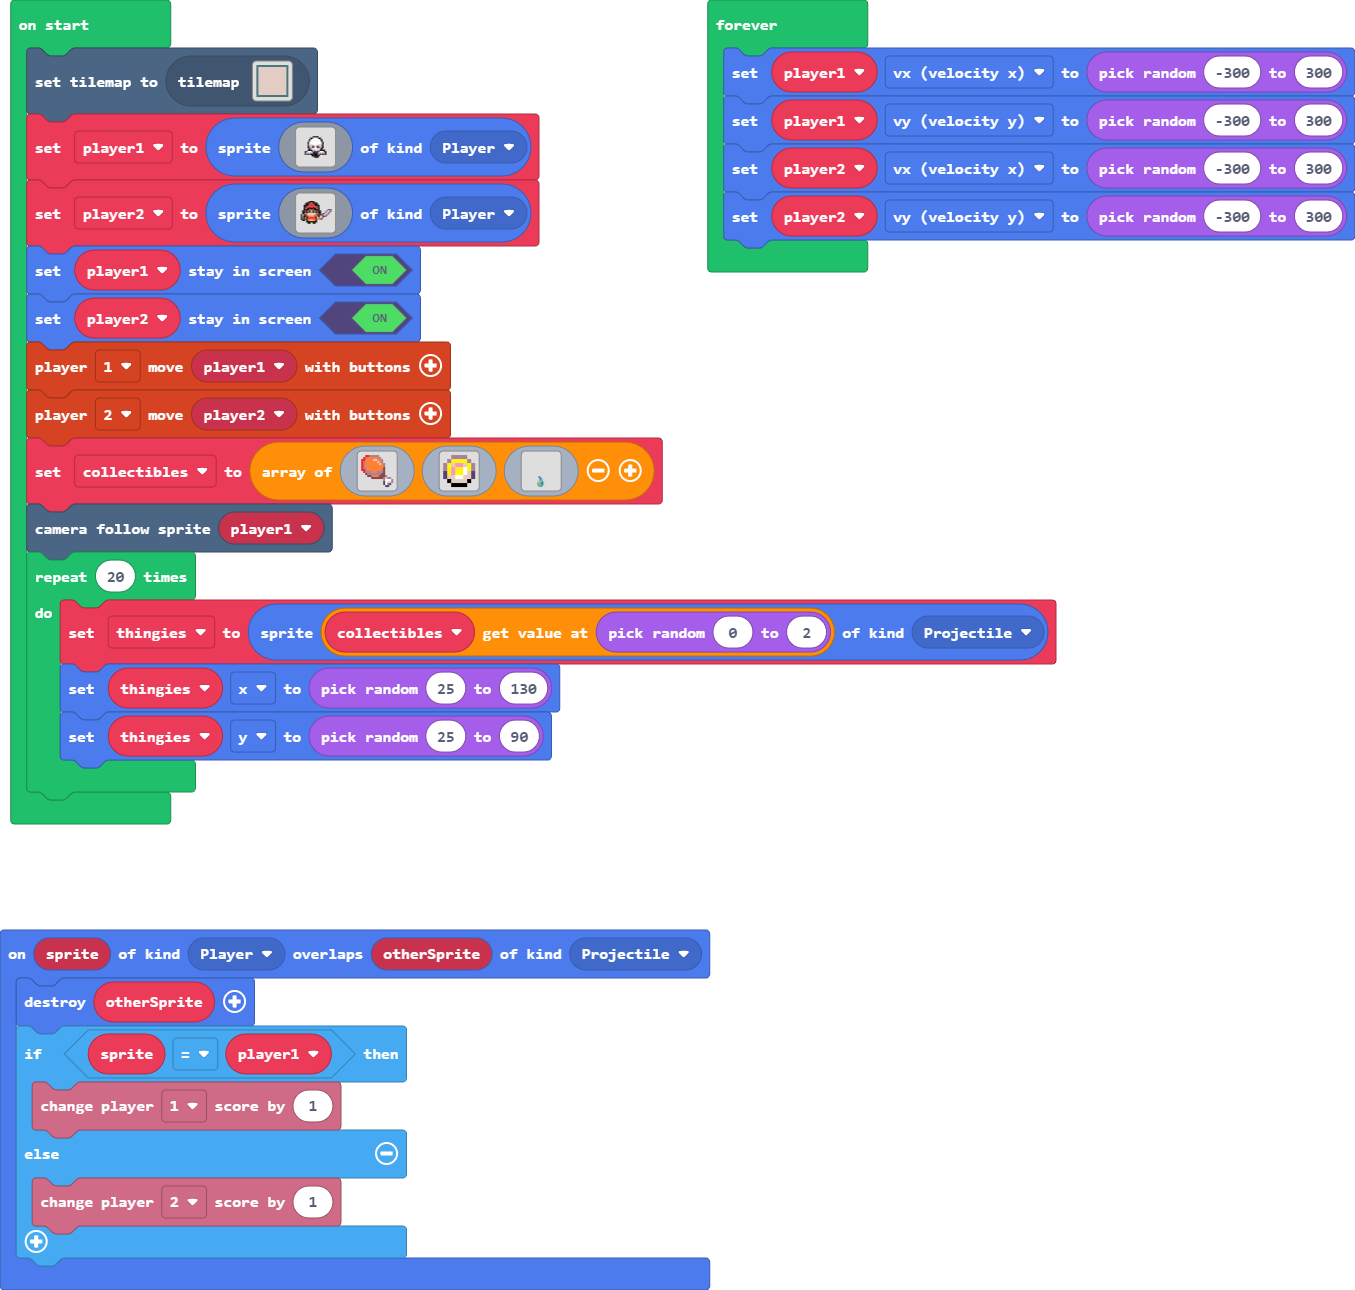 on start
set tilemap to tilemap
set player1 to sprite of kind Player
set player2 to sprite of kind Player
set player1 stay in screen ON
set player2 stay in screen ON
player 1 move player1 with buttons
player 2 move player2 with buttons
set collectibles to array of
camera follow sprite player1
repeat 20 times
do
set thingies to sprite collectibles get value at pick random 0 to 2 of kind Projectile
set thingies x to pick random 25 to 130
set thingies y to pick random 25 to 90
forever
set player1 vx (velocity x) to pick random -300 to 300
set player1 vy (velocity y) to pick random -300 to 300
set player2 vx (velocity x) to pick random -300 to 300
set player2 vy (velocity y) to pick random -300 to 300
on sprite of kind Player overlaps otherSprite of kind Projectile
destroy otherSprite
if sprite = player1 then
change player 1 score by 1
else
change player 2 score by 1